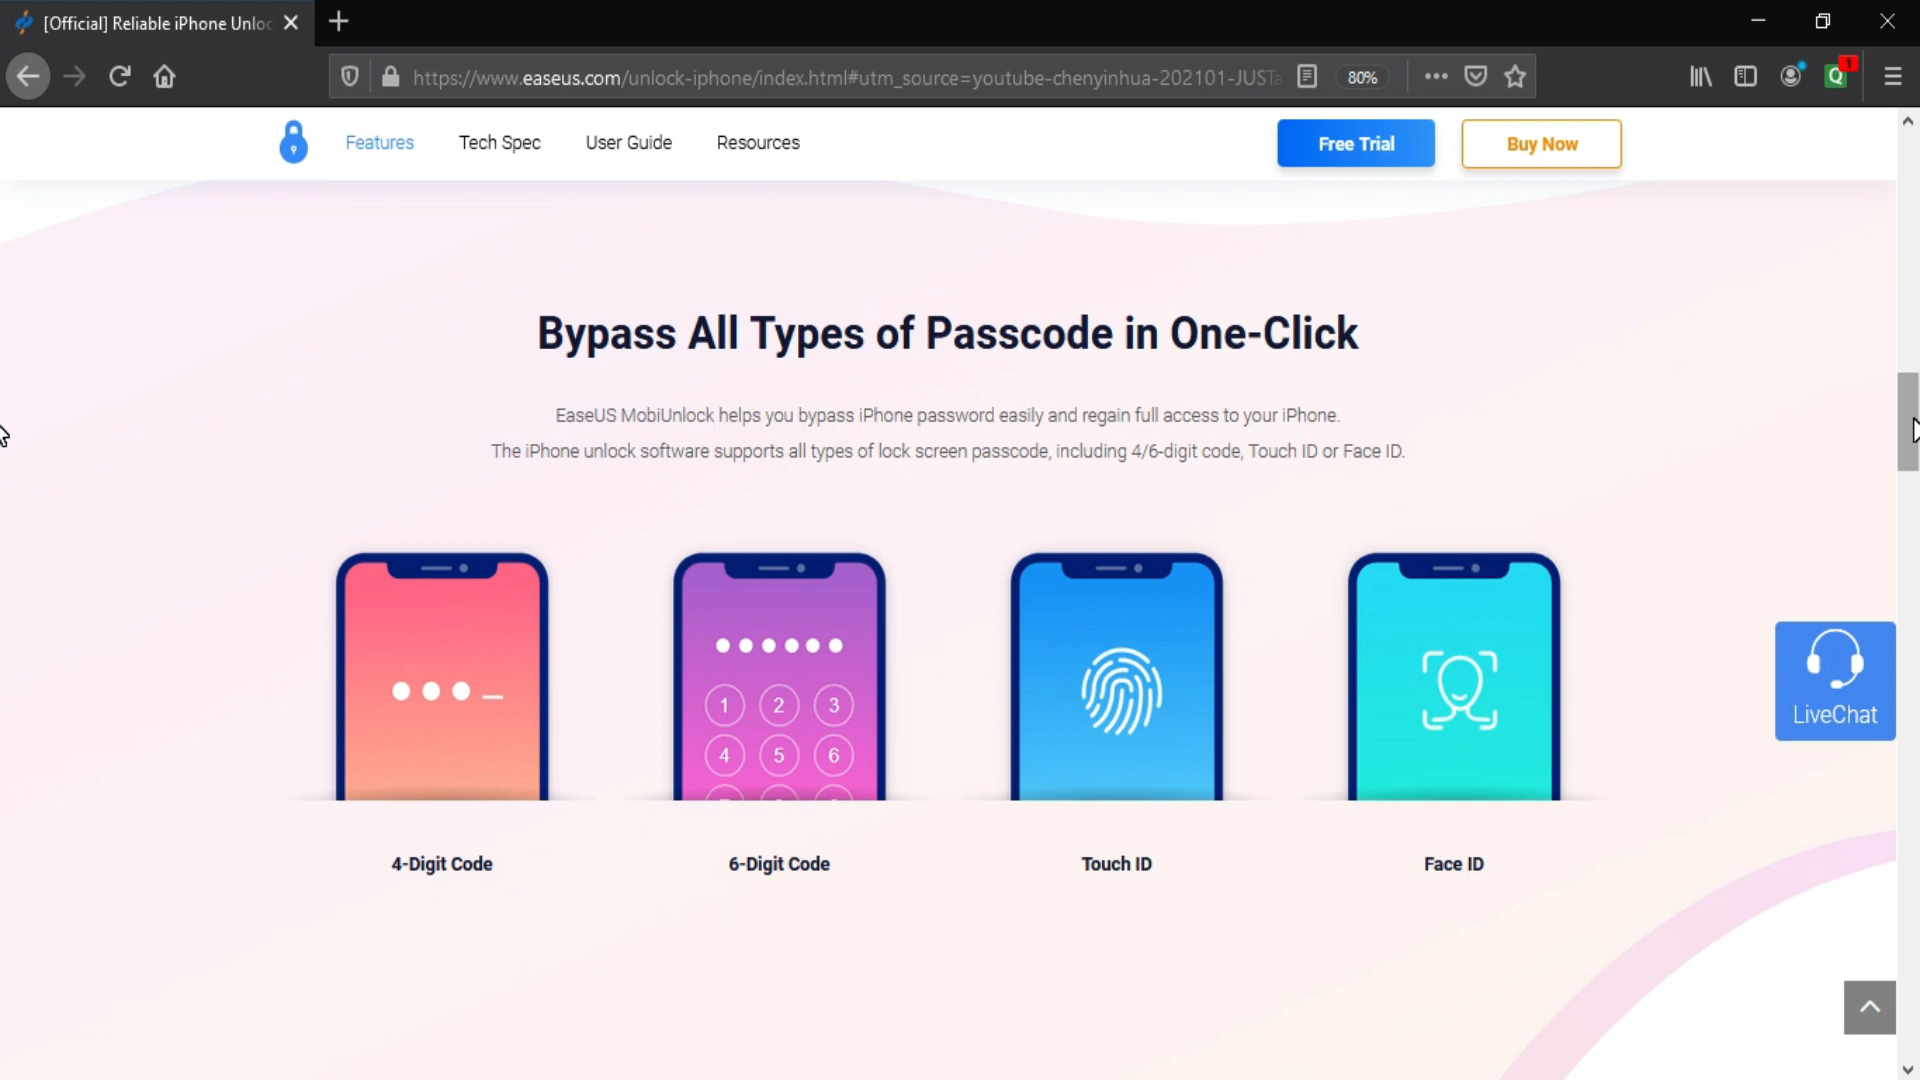 [Official] Reliable iPhone Unloc
https://www.easeus.com/unlock-iphone/index.html#utm_source=youtube-chenyinhua-202101-JUSTa
80%
Q
1
Features
Tech Spec
User Guide
Resources
Free Trial
Buy Now
Bypass All Types of Passcode in One-Click
EaseUS MobiUnlock helps you bypass iPhone password easily and regain full access to your iPhone.
The iPhone unlock software supports all types of lock screen passcode, including 4/6-digit code, Touch ID or Face ID.
1 2 3
4 5 6
LiveChat
4-Digit Code
6-Digit Code
Touch ID
Face ID